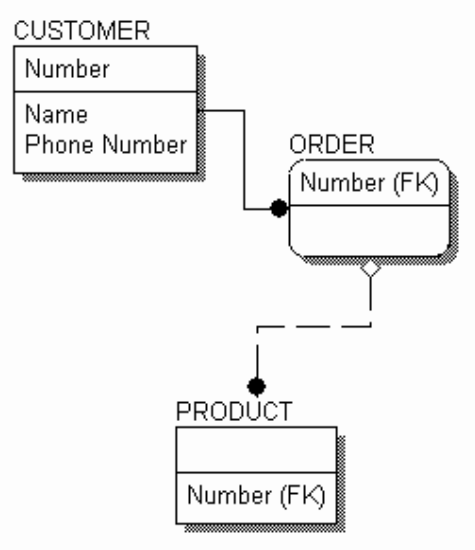 CUSTOMER
Number
Name
Phone Number
ORDER
Number (FK)
PRODUCT
Number (FK)